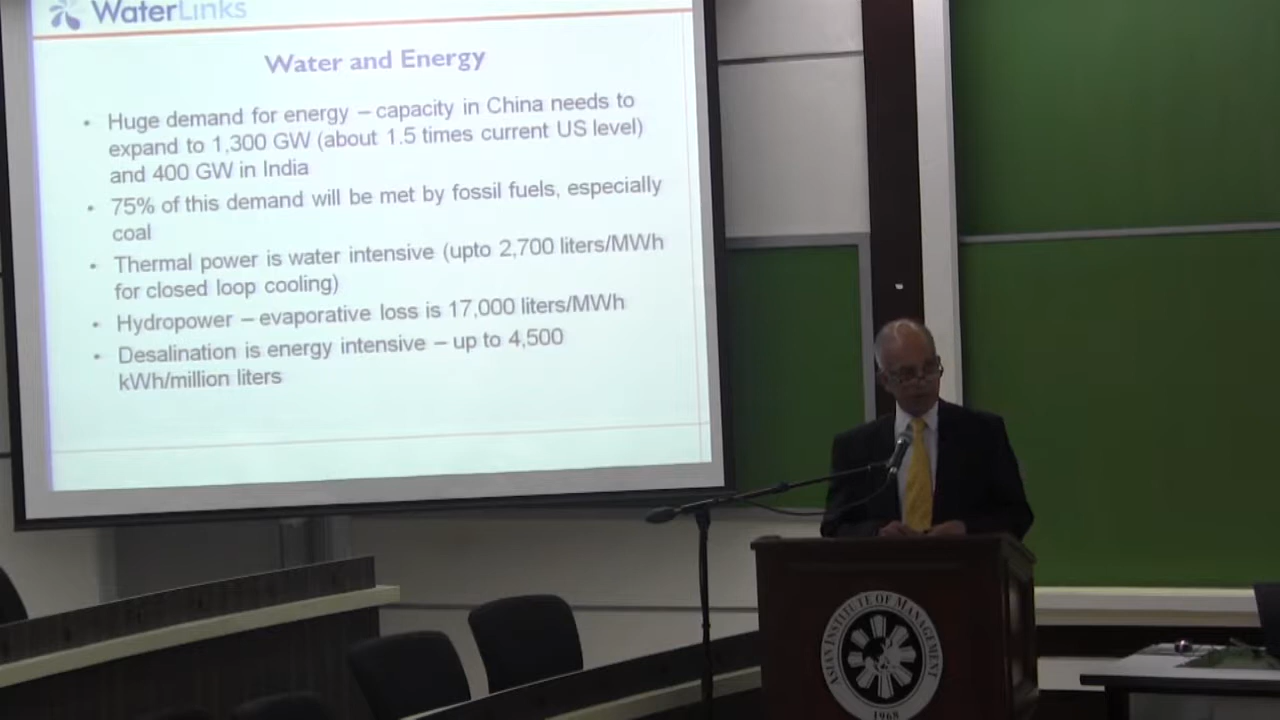 WaterLinks
Water and Energy
• Huge demand for energy – capacity in China needs to
expand to 1,300 GW (about 1.5 times current US level)
and 400 GW in India
• 75% of this demand will be met by fossil fuels, especially
coal
• Thermal power is water intensive (upto 2,700 liters/MWh
for closed loop cooling)
• Hydropower – evaporative loss is 17,000 liters/MWh
• Desalination is energy intensive – up to 4,500
kWh/million liters
ASIAN INSTITUTE OF MANAGEMENT
1968